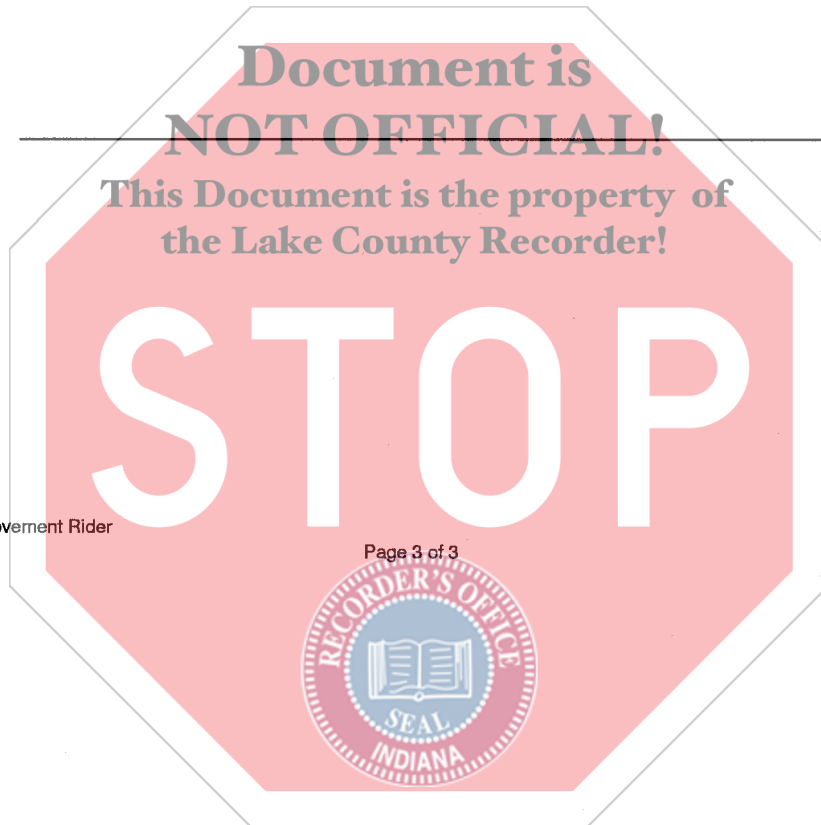 Document is
NOT OFFICIAL!
This Document is the property of
the Lake County Recorder!
STOP
Rider
Page 3 of 3
RECORDER'S OFFICE
SEAL
INDIANA